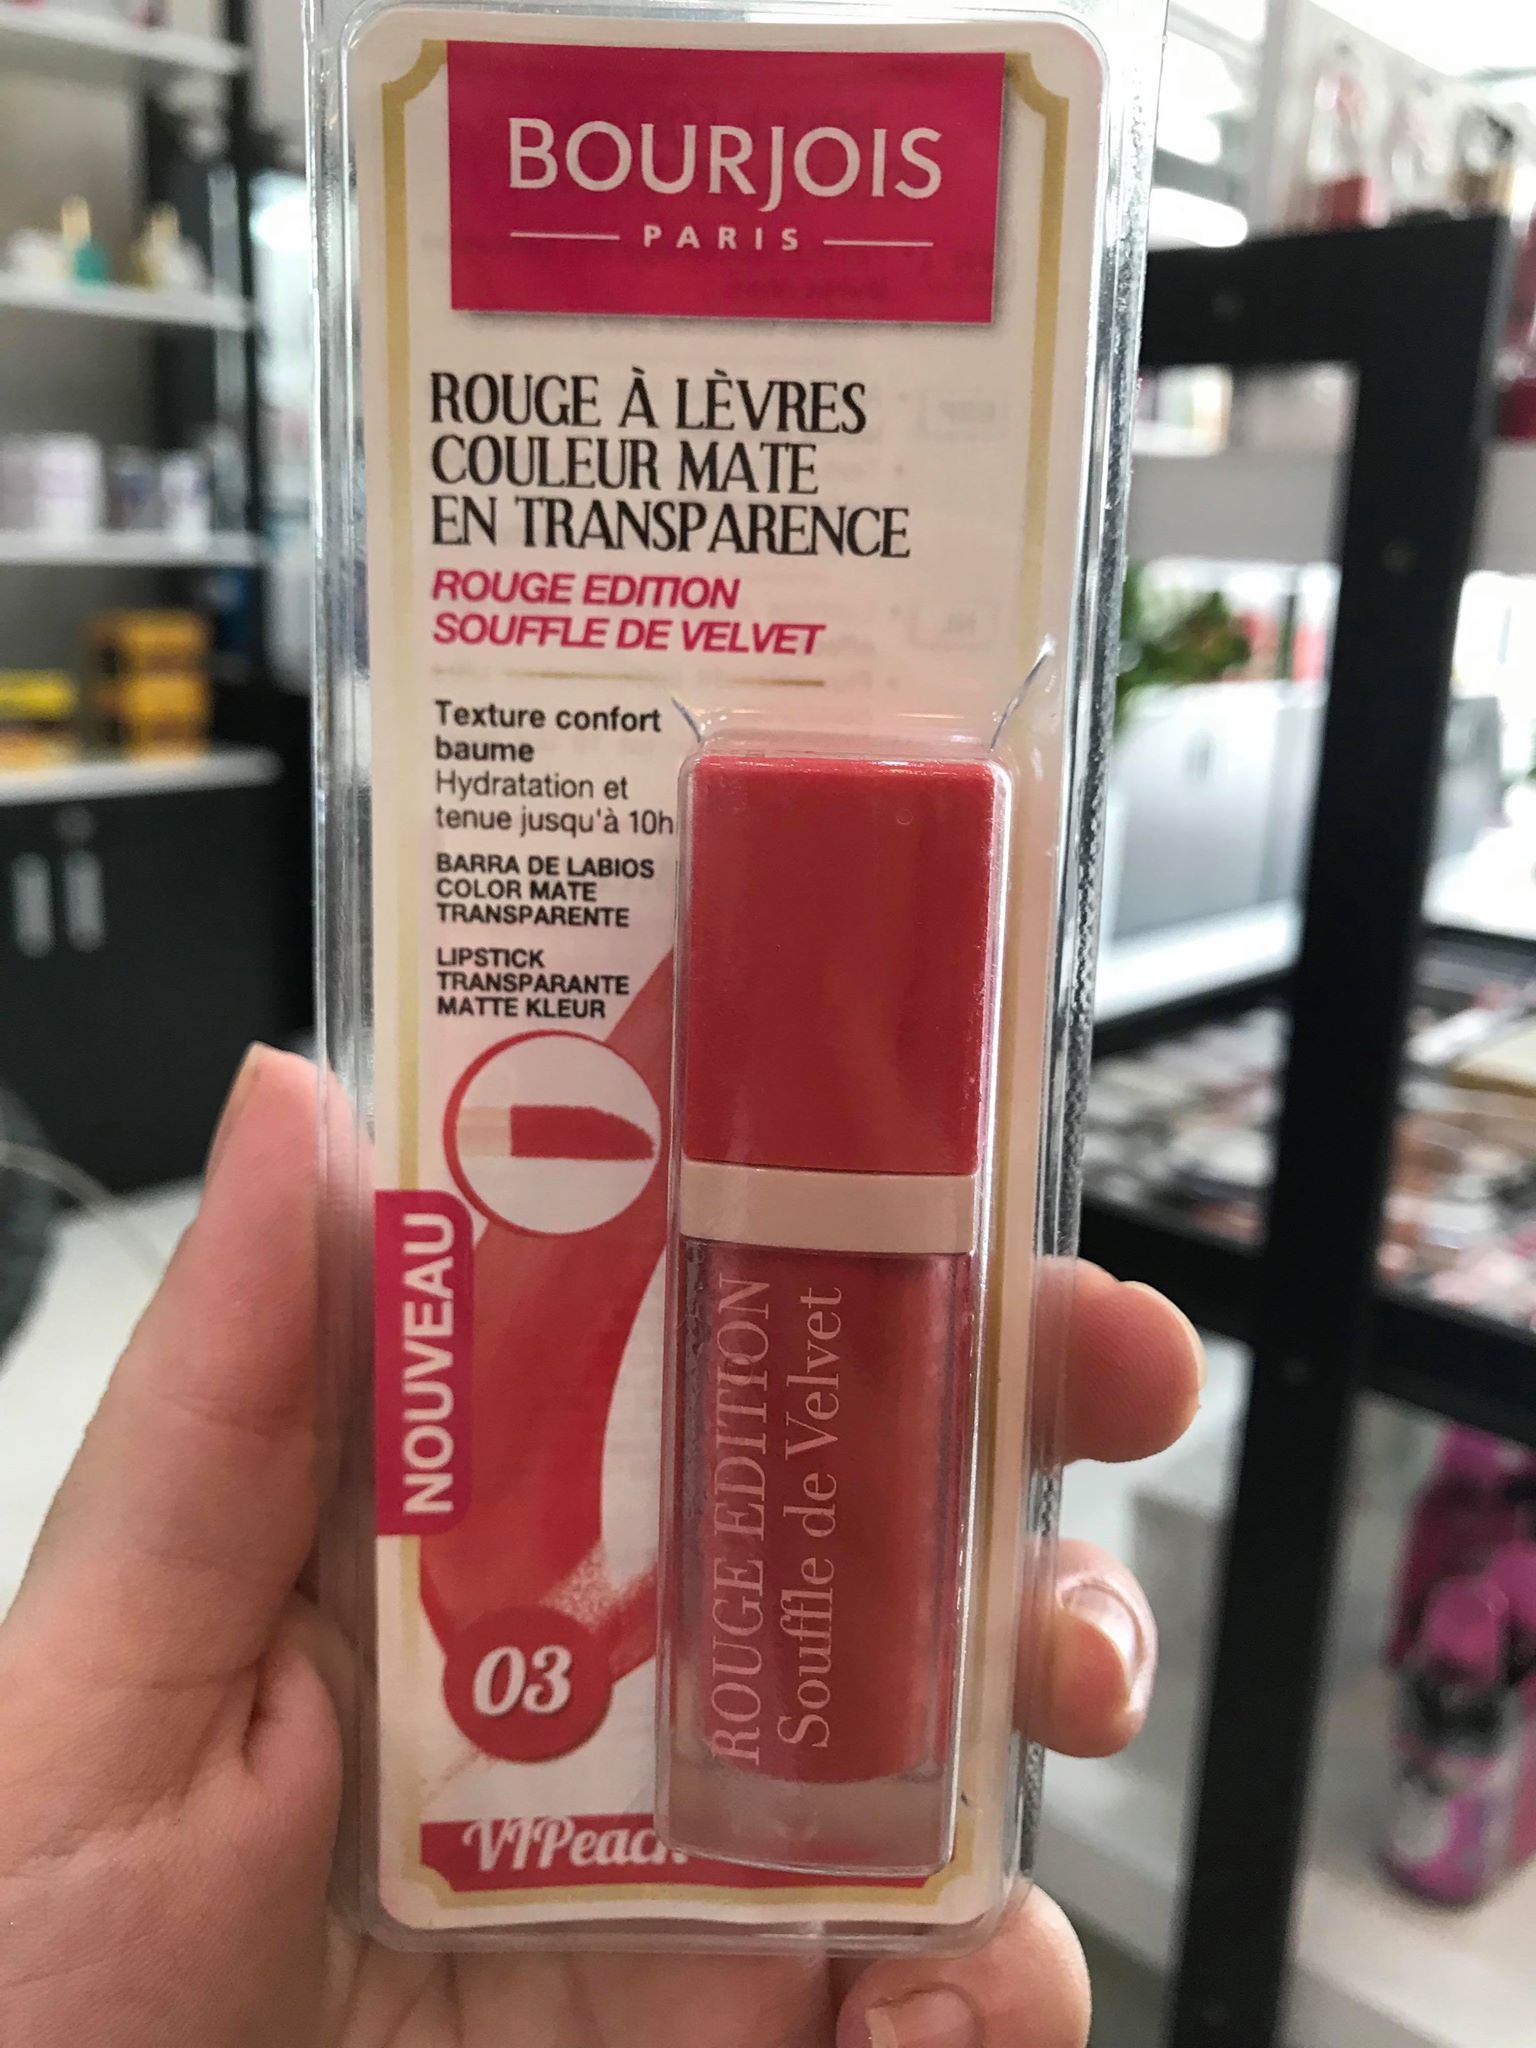 BOURJOIS
PARIS
ROUGE À LÈVRES
COULEUR MATE
EN TRANSPARENCE
ROUGE EDITION
SOUFFLE DE VELVET
Texture confort
baume
Hydratation et
tenue jusqu'à 10h
BARRA DE LABIOS
COLOR MATE
TRANSPARENTE
LIPSTICK
TRANSPARANTE
MATTE KLEUR
NOUVEAU
03
VIPeach
ROUGE EDITION
Souffle de Velvet